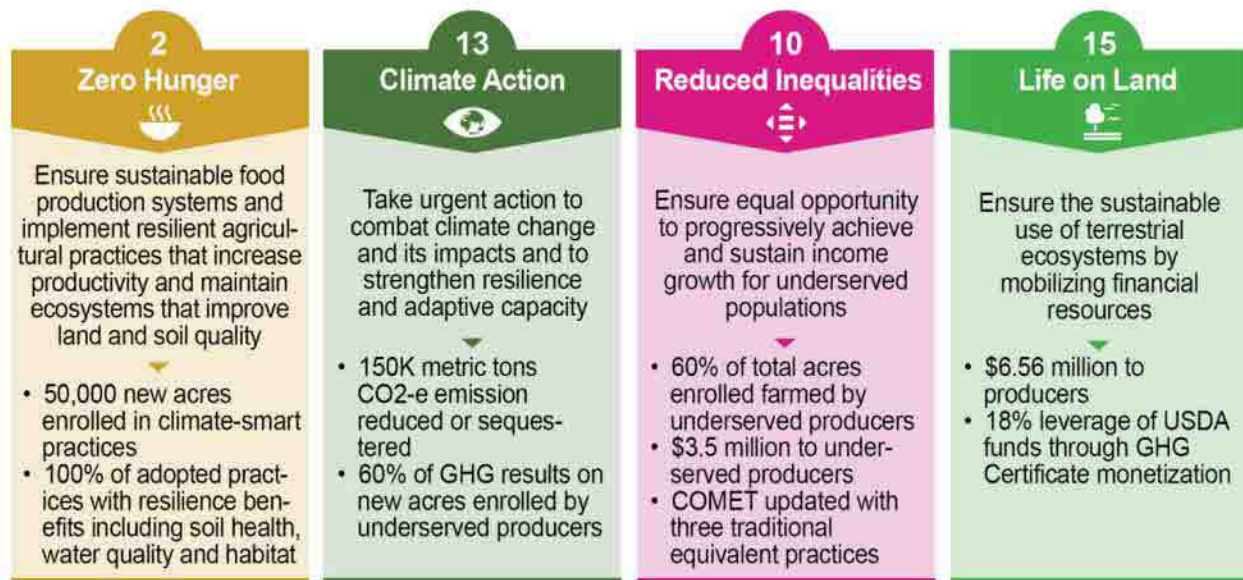 2
Zero Hunger
Ensure sustainable food
production systems and
implement resilient agricul-
tural practices that increase
productivity and maintain
ecosystems that improve
land and soil quality
• 50,000 new acres
enrolled in climate-smart
practices
• 100% of adopted pract-
ices with resilience ben-
efits including soil health,
water quality and habitat
13
Climate Action
Take urgent action to
combat climate change
and its impacts and to
strengthen resilience
and adaptive capacity
• 150K metric tons
CO2-e emission
reduced or seques-
tered
• 60% of GHG results on
new acres enrolled by
underserved producers
10
Reduced Inequalities
Ensure equal opportunity
to progressively achieve
and sustain income
growth for underserved
populations
• 60% of total acres
enrolled farmed by
underserved producers
• $3.5 million to under-
served producers
• COMET updated with
three traditional
equivalent practices
15
Life on Land
Ensure the sustainable
use of terrestrial
ecosystems by
mobilizing financial
resources
• $6.56 million to
producers
• 18% leverage of USDA
funds through GHG
Certificate monetization